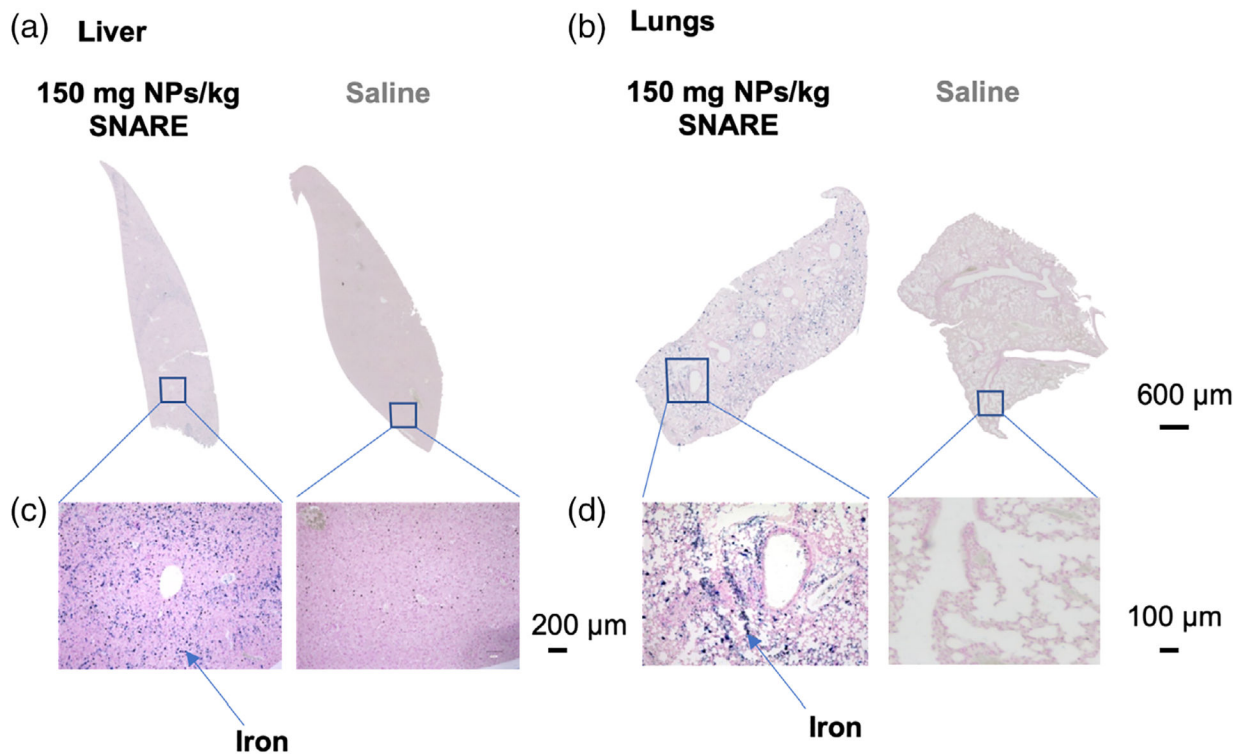 (a) Liver
(b) Lungs
150 mg NPs/kg
SNARE
Saline
150 mg NPs/kg
SNARE
Saline
600 µm
(c)
(d)
200 µm
100 µm
Iron
Iron